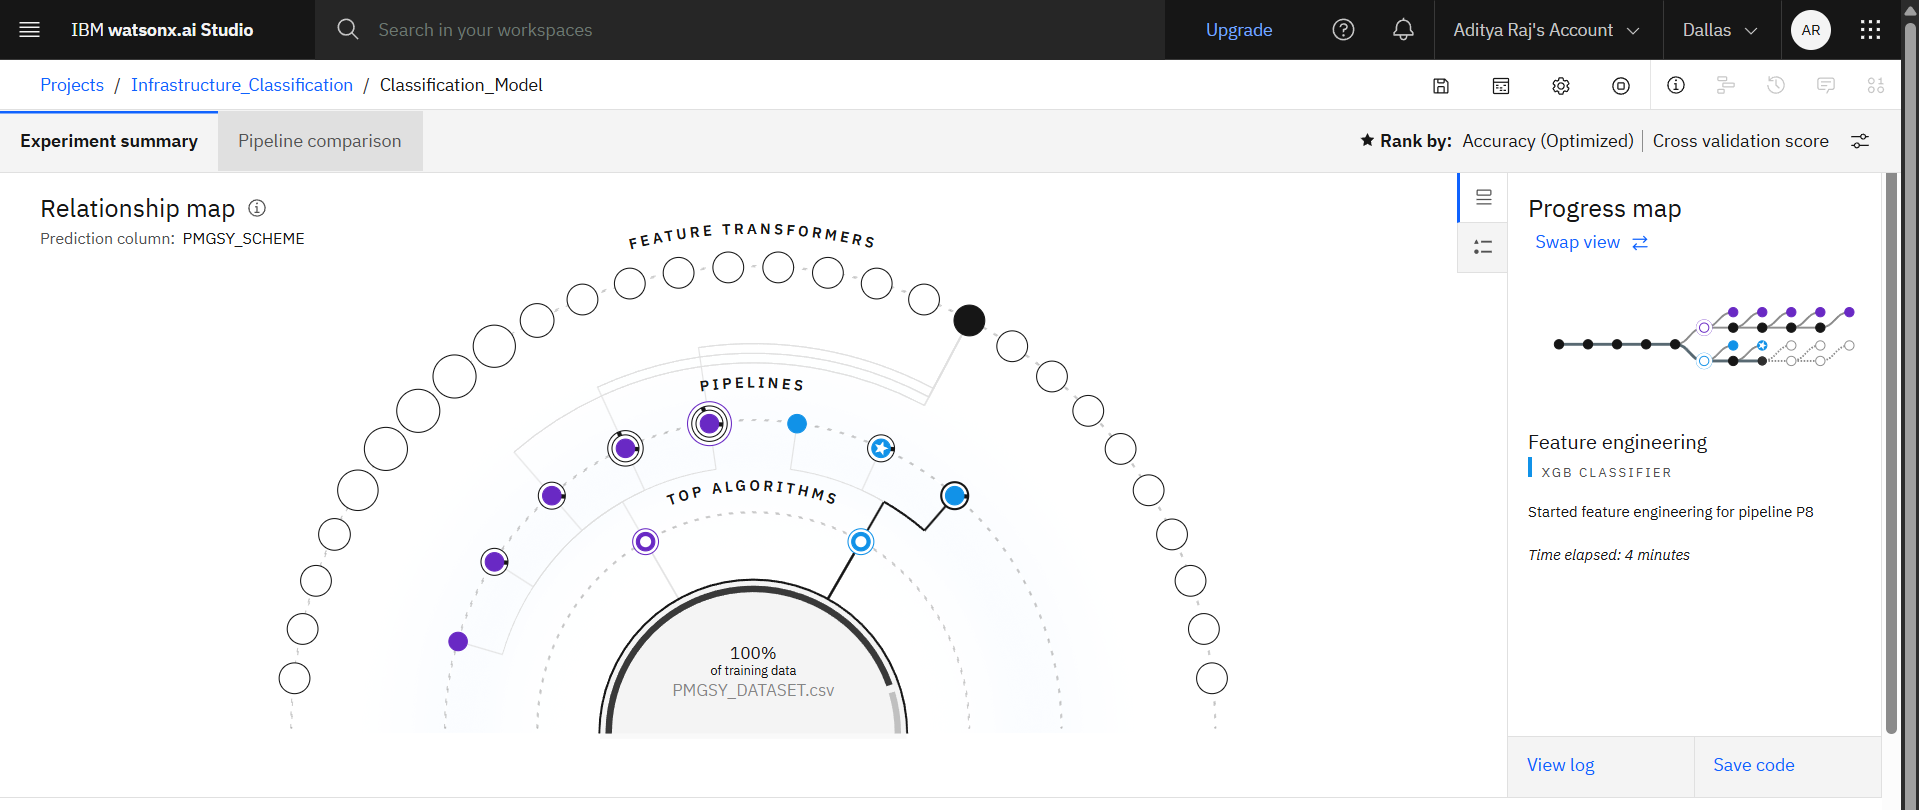 IBM watsonx.ai Studio
Search in your workspaces
Upgrade
Aditya Raj's Account
Dallas
AR
Projects / Infrastructure_Classification / Classification_Model
Experiment summary
Pipeline comparison
Rank by: Accuracy (Optimized) | Cross validation score
Relationship map
Prediction column: PMGSY_SCHEME
FEATURE TRANSFORMERS
PIPELINES
TOP ALGORITHMS
100%
of training data
PMGSY_DATASET.csv
Progress map
Swap view
Feature engineering
XGB CLASSIFIER
Started feature engineering for pipeline P8
Time elapsed: 4 minutes
View log
Save code